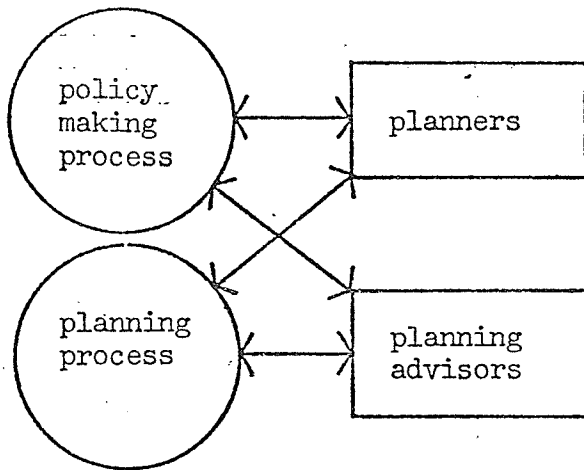 policy
making
process
planners
planning
process
planning
advisors